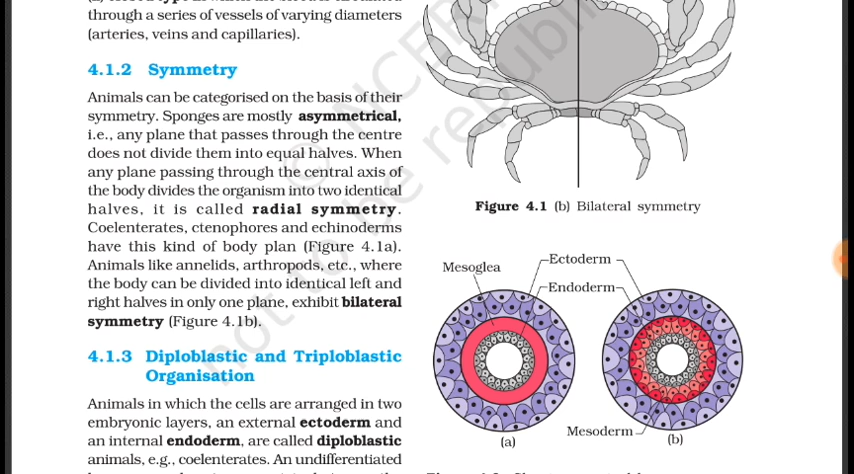 through a series of vessels of varying diameters
(arteries, veins and capillaries).
4.1.2 Symmetry
Animals can be categorised on the basis of their
symmetry. Sponges are mostly asymmetrical,
i.e., any plane that passes through the centre
does not divide them into equal halves. When
any plane passing through the central axis of
the body divides the organism into two identical
halves, it is called radial symmetry.
Coelenterates, ctenophores and echinoderms
have this kind of body plan (Figure 4.1a).
Animals like annelids, arthropods, etc., where
the body can be divided into identical left and
right halves in only one plane, exhibit bilateral
symmetry (Figure 4.1b).
4.1.3 Diploblastic and Triploblastic
Organisation
Animals in which the cells are arranged in two
embryonic layers, an external ectoderm and
an internal endoderm, are called diploblastic
animals, e.g., coelenterates. An undifferentiated
Figure 4.1 (b) Bilateral symmetry
Mesoglea
Ectoderm
Endoderm
Mesoderm
(a)
(b)
© NCERT
not to be republi